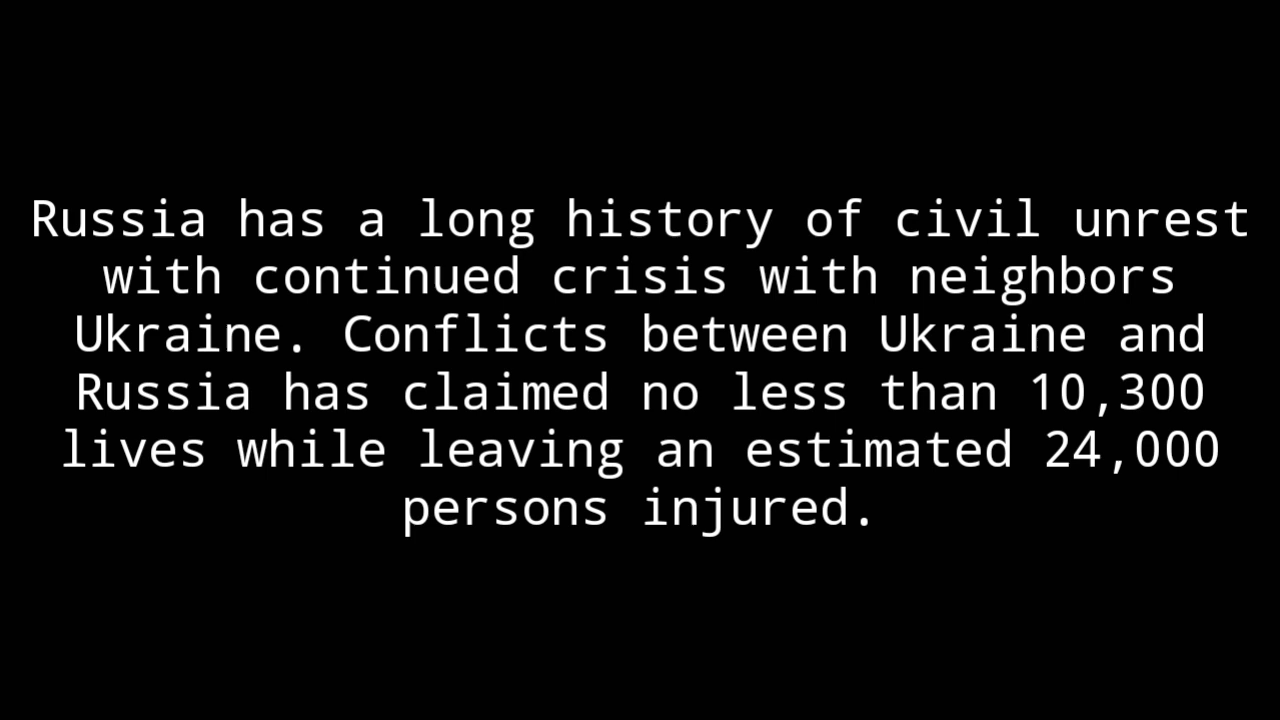 Russia has a long history of civil unrest
with continued crisis with neighbors
Ukraine. Conflicts between Ukraine and
Russia has claimed no less than 10,300
lives while leaving an estimated 24,000
persons injured.